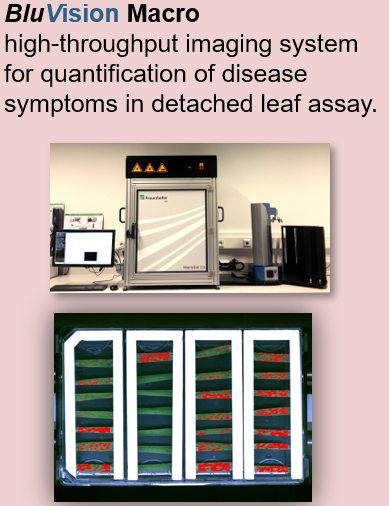 BluVision Macro
high-throughput imaging system
for quantification of disease
symptoms in detached leaf assay.
Fraunhofer